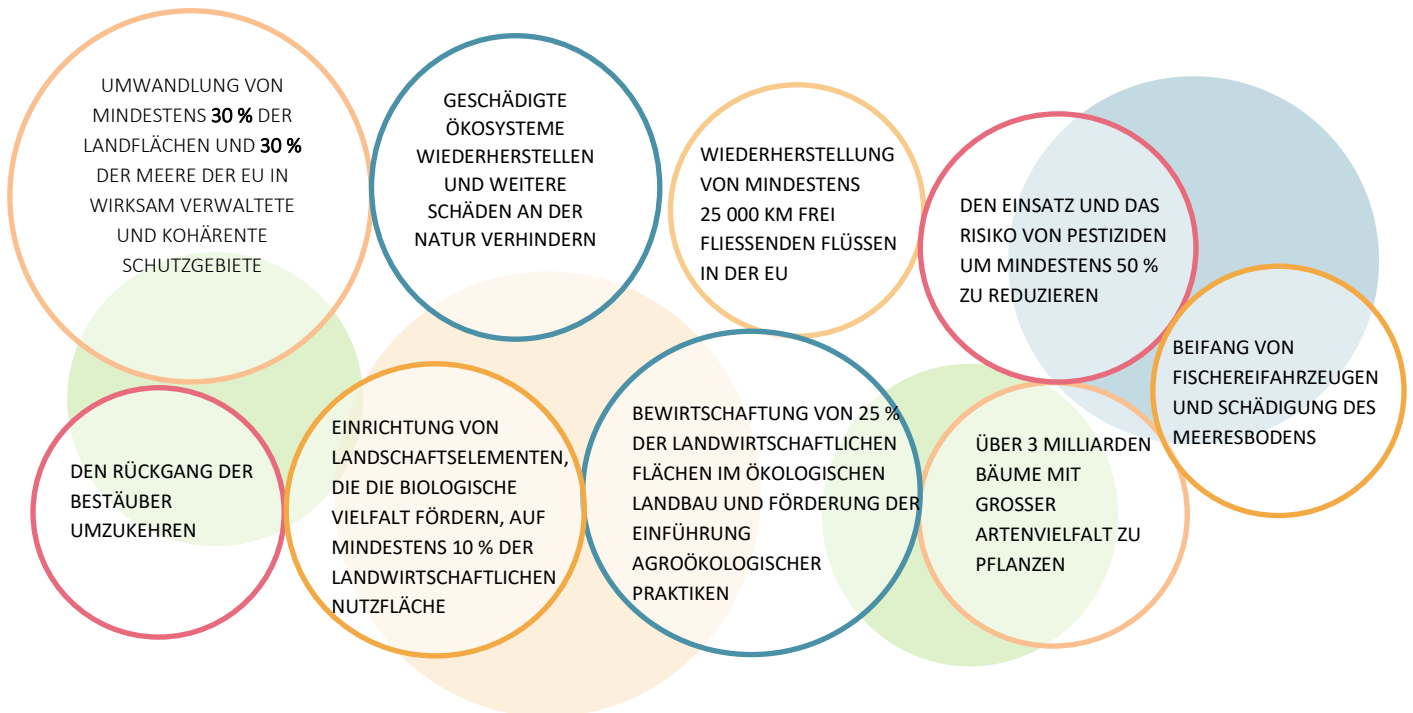 UMWANDLUNG VON
MINDESTENS 30 % DER
LANDFLÄCHEN UND 30 %
DER MEERE DER EU IN
WIRKSAM VERWALTETE
UND KOHÄRENTE
SCHUTZGEBIETE
GESCHÄDIGTE
ÖKOSYSTEME
WIEDERHERSTELLEN
UND WEITERE
SCHÄDEN AN DER
NATUR VERHINDERN
WIEDERHERSTELLUNG
VON MINDESTENS
25 000 KM FREI
FLIESSENDEN FLÜSSEN
IN DER EU
DEN EINSATZ UND DAS
RISIKO VON PESTIZIDEN
UM MINDESTENS 50 %
ZU REDUZIEREN
BEIFANG VON
FISCHEREIFAHRZEUGEN
UND SCHÄDIGUNG DES
MEERESBODENS
DEN RÜCKGANG DER
BESTÄUBER
UMZUKEHREN
EINRICHTUNG VON
LANDSCHAFTSELEMENTEN,
DIE DIE BIOLOGISCHE
VIELFALT FÖRDERN, AUF
MINDESTENS 10 % DER
LANDWIRTSCHAFTLICHEN
NUTZFLÄCHE
BEWIRTSCHAFTUNG VON 25 %
DER LANDWIRTSCHAFTLICHEN
FLÄCHEN IM ÖKOLOGISCHEN
LANDBAU UND FÖRDERUNG DER
EINFÜHRUNG
AGROÖKOLOGISCHER
PRAKTIKEN
ÜBER 3 MILLIARDEN
BÄUME MIT
GROSSER
ARTENVIELFALT ZU
PFLANZEN